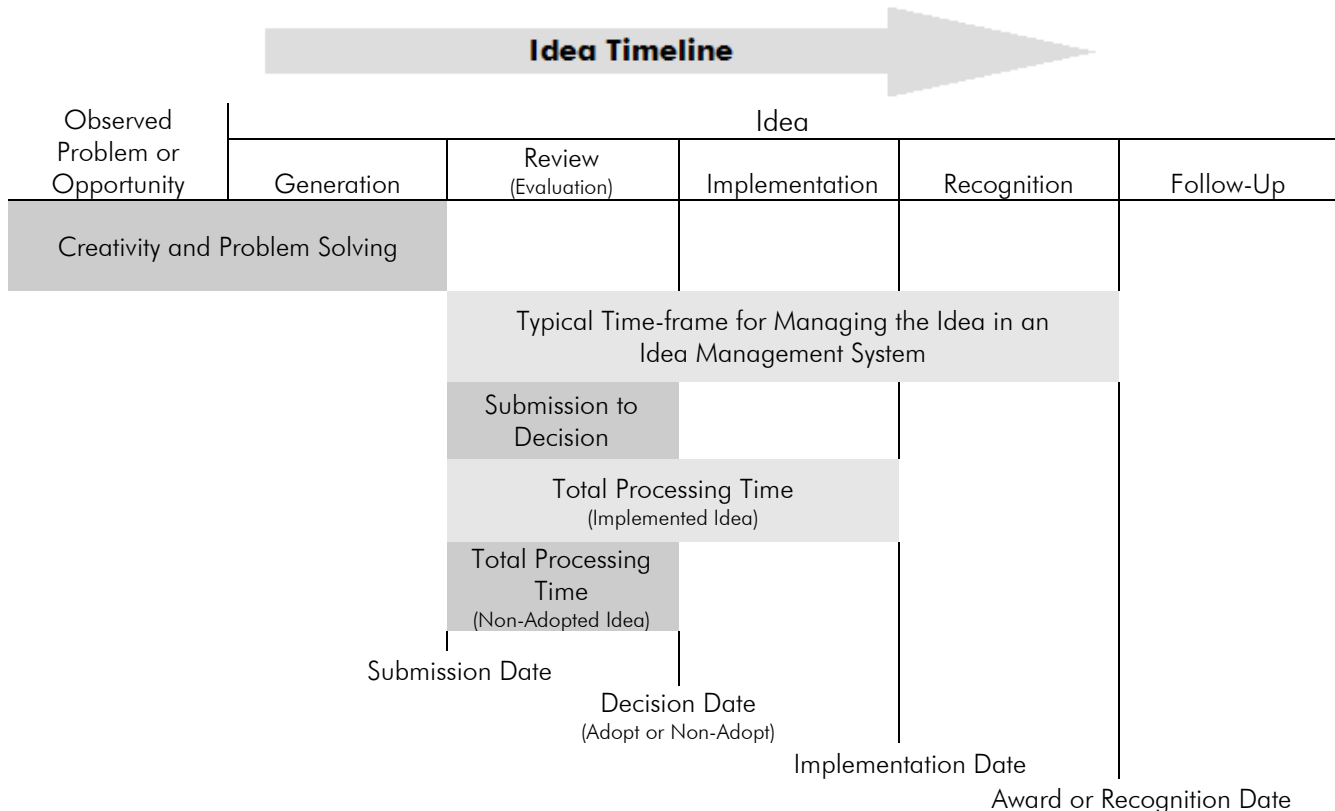 Idea Timeline
Observed
Problem or
Opportunity
Idea
Generation
Review
(Evaluation)
Implementation
Recognition
Follow-Up
Creativity and Problem Solving
Typical Time-frame for Managing the Idea in an
Idea Management System
Submission to
Decision
Total Processing Time
(Implemented Idea)
Total Processing
Time
(Non-Adopted Idea)
Submission Date
Decision Date
(Adopt or Non-Adopt)
Implementation Date
Award or Recognition Date